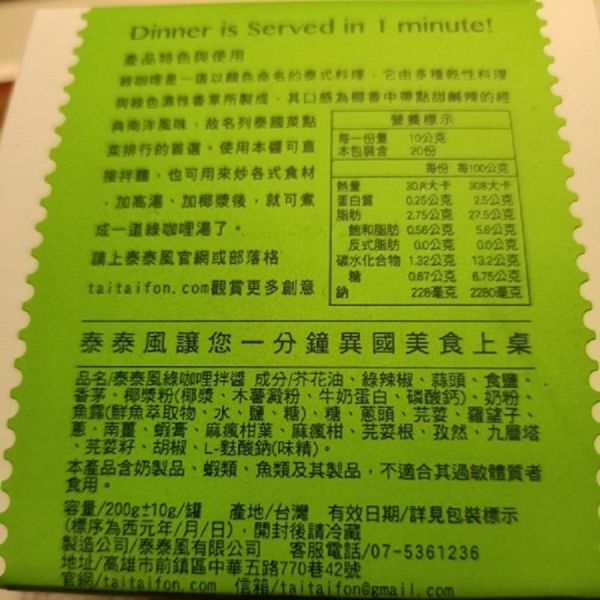 Dinner is Served in 1 minute!
產品特色與使用
綠咖哩是一道以顏色命名的泰式料理，它由多種乾性料理
與綠色濕性香草所製成，其口感為椰香中帶點甜鹹辣的經
典南洋風味，故名列泰國菜點
菜排行的首選。使用本醬可直
接拌麵、也可用來炒各式食材
，加高湯、加椰漿後，就可煮
成一道綠咖哩湯了。
請上泰泰風官網或部落格
taitaifon.com觀賞更多創意
營養標示
每一份量 10公克
本包裝含 20份
每份 每100公克
熱量 30.8大卡 308大卡
蛋白質 0.25公克 2.5公克
脂肪 2.75公克 27.5公克
飽和脂肪 0.56公克 5.6公克
反式脂肪 0.0公克 0.0公克
碳水化合物 1.32公克 13.2公克
糖 0.67公克 6.75公克
鈉 228毫克 2280毫克
泰泰風讓您一分鐘異國美食上桌
品名/泰泰風綠咖哩拌醬 成分/芥花油、綠辣椒、蒜頭、食鹽、
香茅、椰漿粉(椰漿、木薯澱粉、牛奶蛋白、磷酸鈣)、奶粉、
魚露(鯷魚萃取物、水、鹽、糖)、糖、蔥頭、芫荽、羅望子、
蔥、南薑、蝦膏、麻瘋柑葉、麻瘋柑、芫荽根、孜然、九層塔
、芫荽籽、胡椒、L-麩酸鈉(味精)。
本產品含奶製品、蝦類、魚類及其製品，不適合其過敏體質者
食用。
容量/200g±10g/罐 產地/台灣 有效日期/詳見包裝標示
(標序為西元年/月/日)，開封後請冷藏
製造公司/泰泰風有限公司 客服電話/07-5361236
地址/高雄市前鎮區中華五路770巷42號
官網/taitaifon.com 信箱/taitaifon@gmail.com